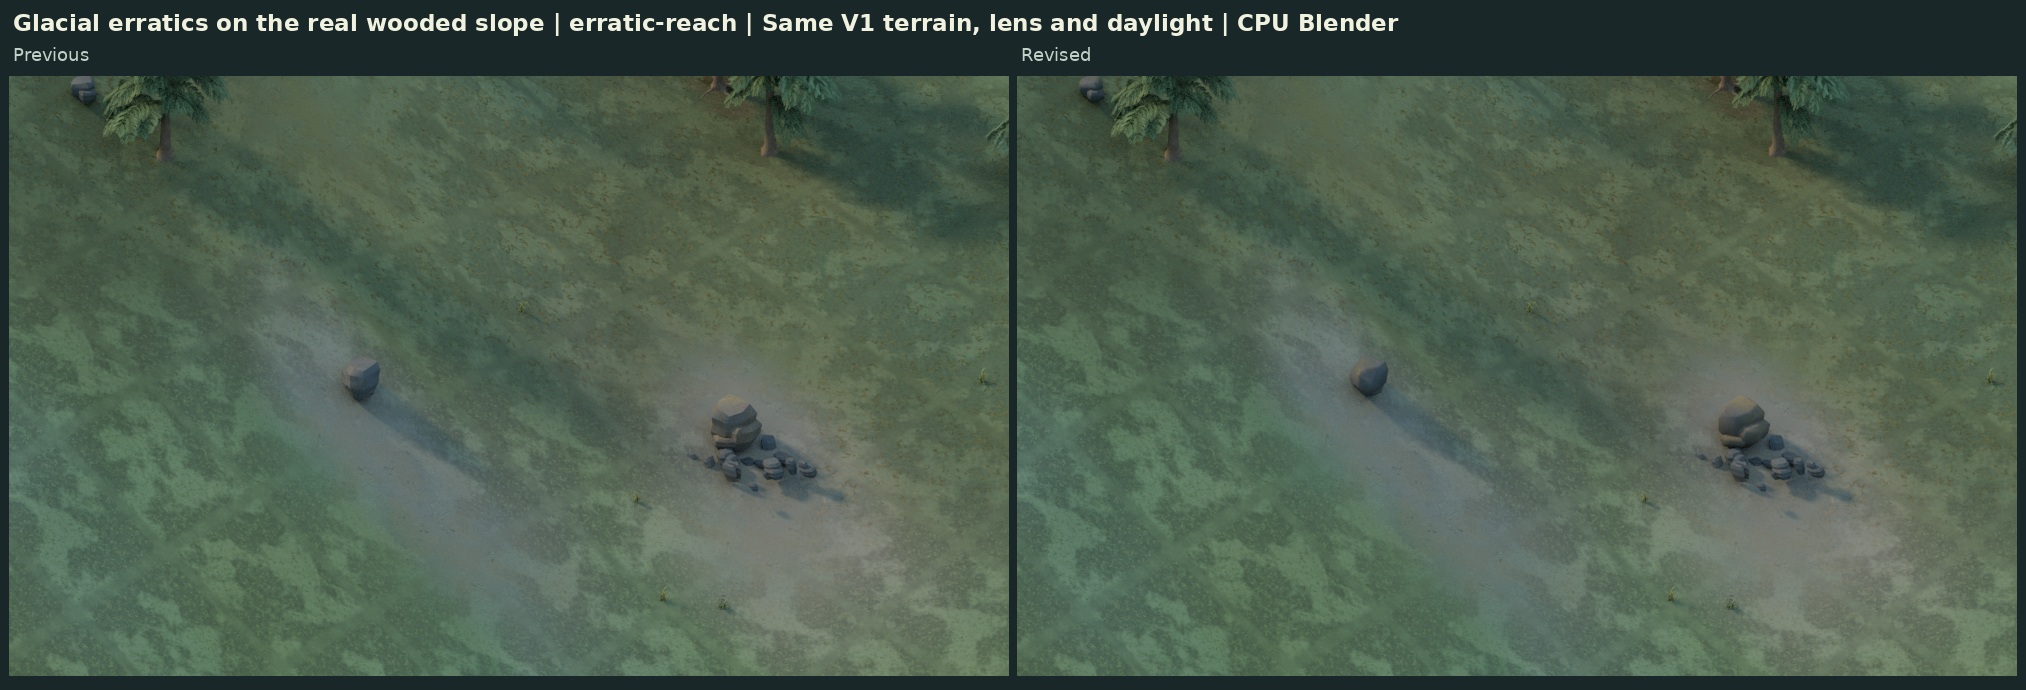 Glacial erratics on the real wooded slope | erratic-reach | Same V1 terrain, lens and daylight | CPU Blender
Previous
Revised